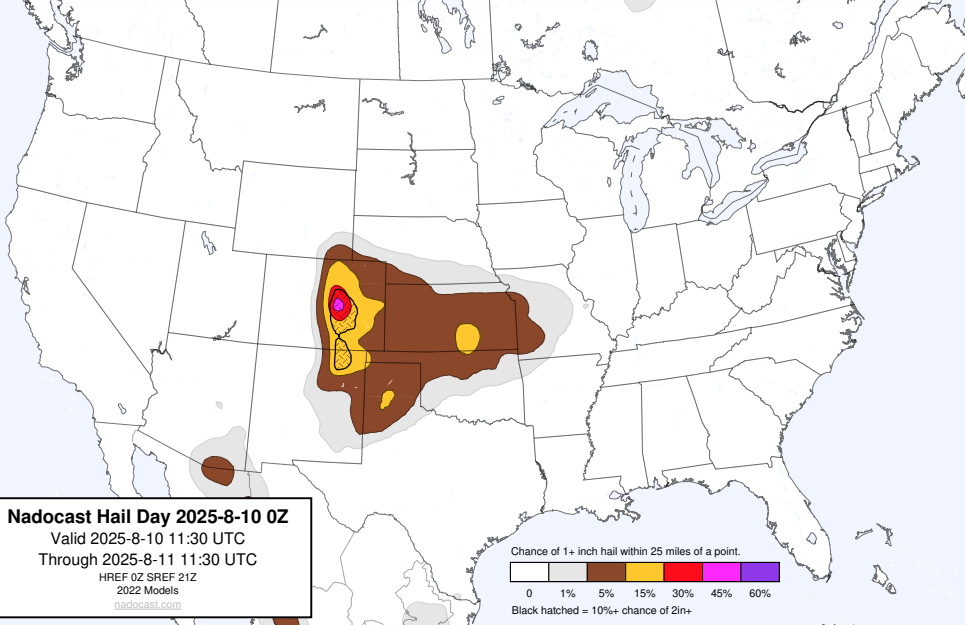 Nadocast Hail Day 2025-8-10 0Z
Valid 2025-8-10 11:30 UTC
Through 2025-8-11 11:30 UTC
HREF 0Z SREF 21Z
2022 Models
nadocast.com
Chance of 1+ inch hail within 25 miles of a point.
0 1% 5% 15% 30% 45% 60%
Black hatched = 10%+ chance of 2in+